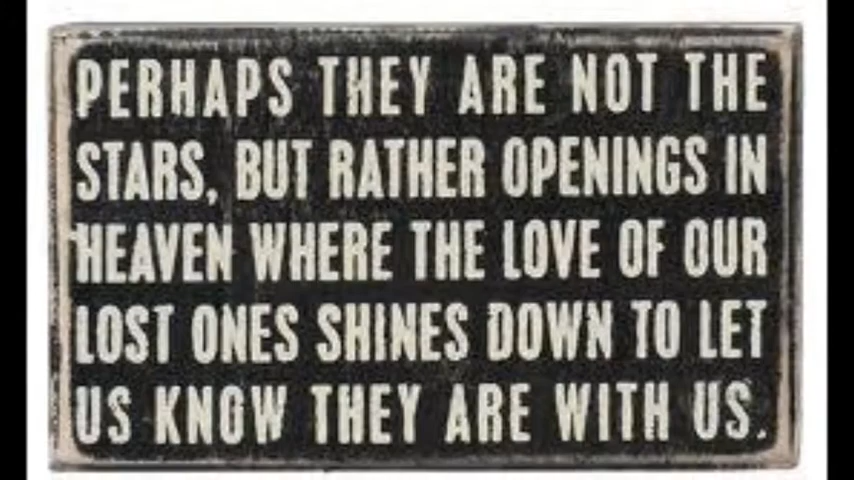 PERHAPS THEY ARE NOT THE
STARS, BUT RATHER OPENINGS IN
HEAVEN WHERE THE LOVE OF OUR
LOST ONES SHINES DOWN TO LET
US KNOW THEY ARE WITH US.